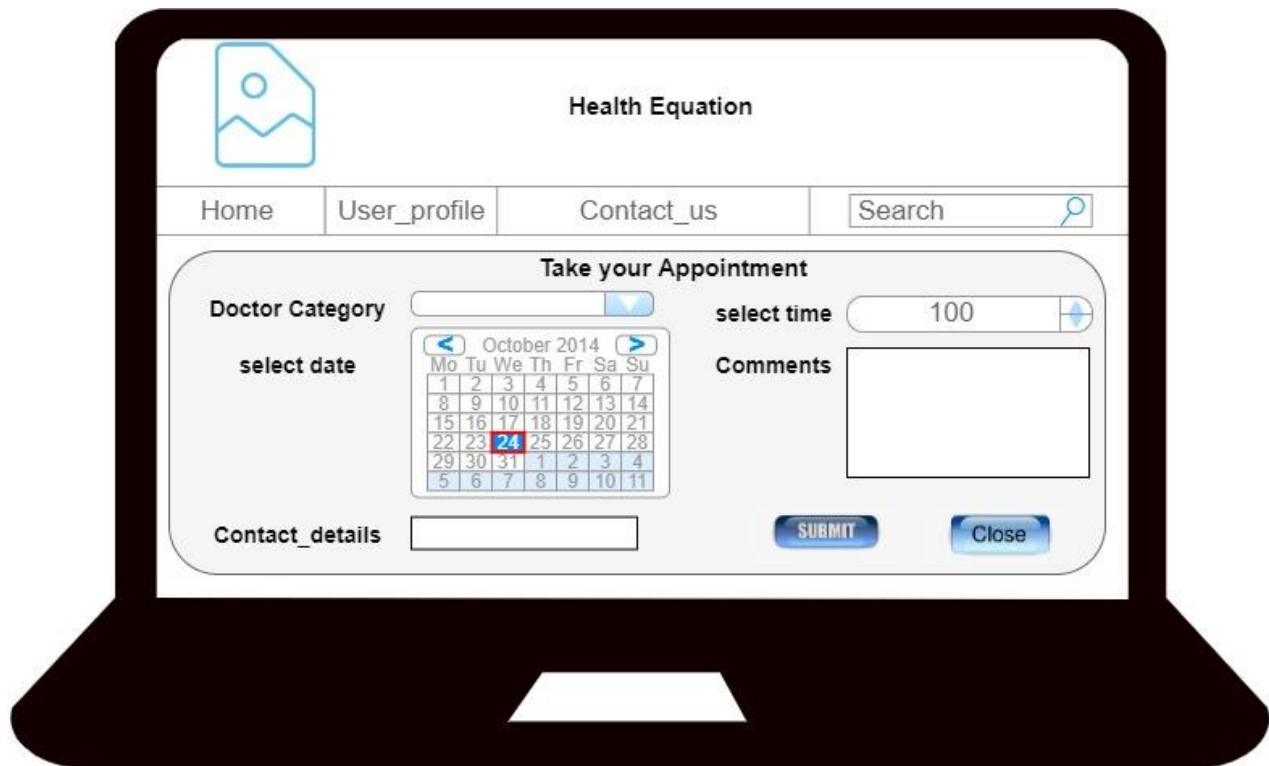 Health Equation
Home User_profile Contact_us Search
Take your Appointment
Doctor Category
select time 100
select date
< October 2014 >
Mo Tu We Th Fr Sa Su
1 2 3 4 5 6 7
8 9 10 11 12 13 14
15 16 17 18 19 20 21
22 23 24 25 26 27 28
29 30 31 1 2 3 4
5 6 7 8 9 10 11
Comments
Contact_details
SUBMIT Close